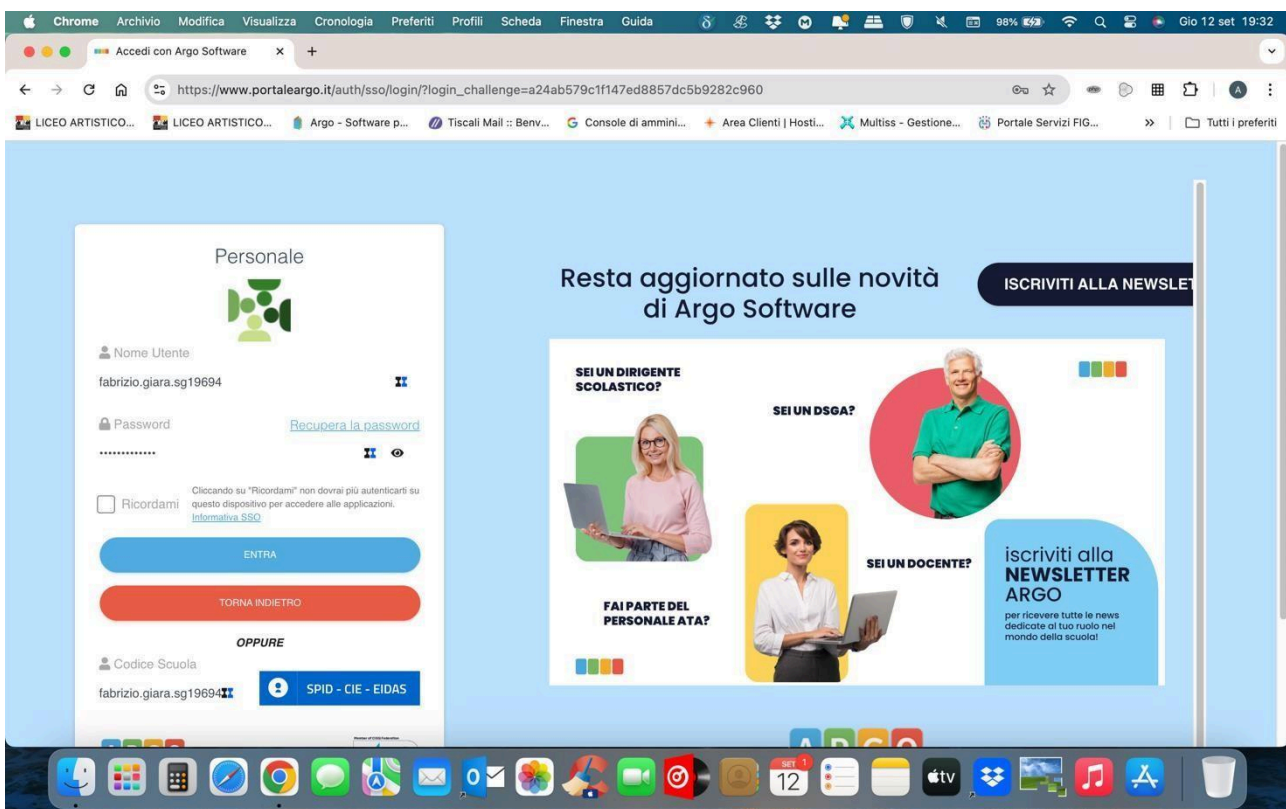 Chrome Archivio Modifica Visualizza Cronologia Preferiti Profili Scheda Finestra Guida 98% Gio 12 set 19:32
Accedi con Argo Software
https://www.portaleargo.it/auth/sso/login/?login_challenge=a24ab579c1f147ed8857dc5b9282c960
LICEO ARTISTICO... LICEO ARTISTICO... Argo - Software p... Tiscali Mail :: Benv... Console di ammini... Area Clienti | Hosti... Multiss - Gestione... Portale Servizi FIG... » Tutti i preferiti
Personale
Nome Utente
fabrizio.giara.sg19694
Password Recupera la password
•••••••••••••
Ricordami
Cliccando su "Ricordami" non dovrai più autenticarti su
questo dispositivo per accedere alle applicazioni.
Informativa SSO
ENTRA
TORNA INDIETRO
OPPURE
Codice Scuola
fabrizio.giara.sg19694
SPID - CIE - EIDAS
Resta aggiornato sulle novità
di Argo Software
ISCRIVITI ALLA NEWSLET
SEI UN DIRIGENTE
SCOLASTICO?
SEI UN DSGA?
SEI UN DOCENTE?
FAI PARTE DEL
PERSONALE ATA?
iscriviti alla
NEWSLETTER
ARGO
per ricevere tutte le news
dedicate al tuo ruolo nel
mondo della scuola!
ARGO
SET
12
1
tv